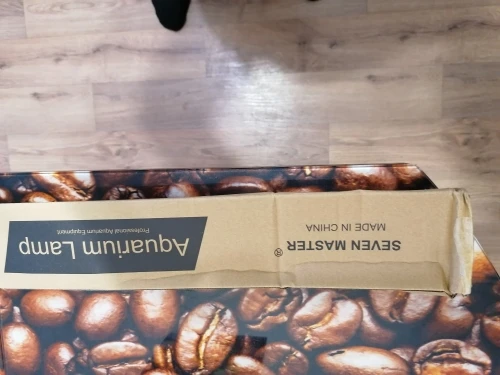 SEVEN MASTER®
MADE IN CHINA
Aquarium Lamp
Professional Aquarium Equipment